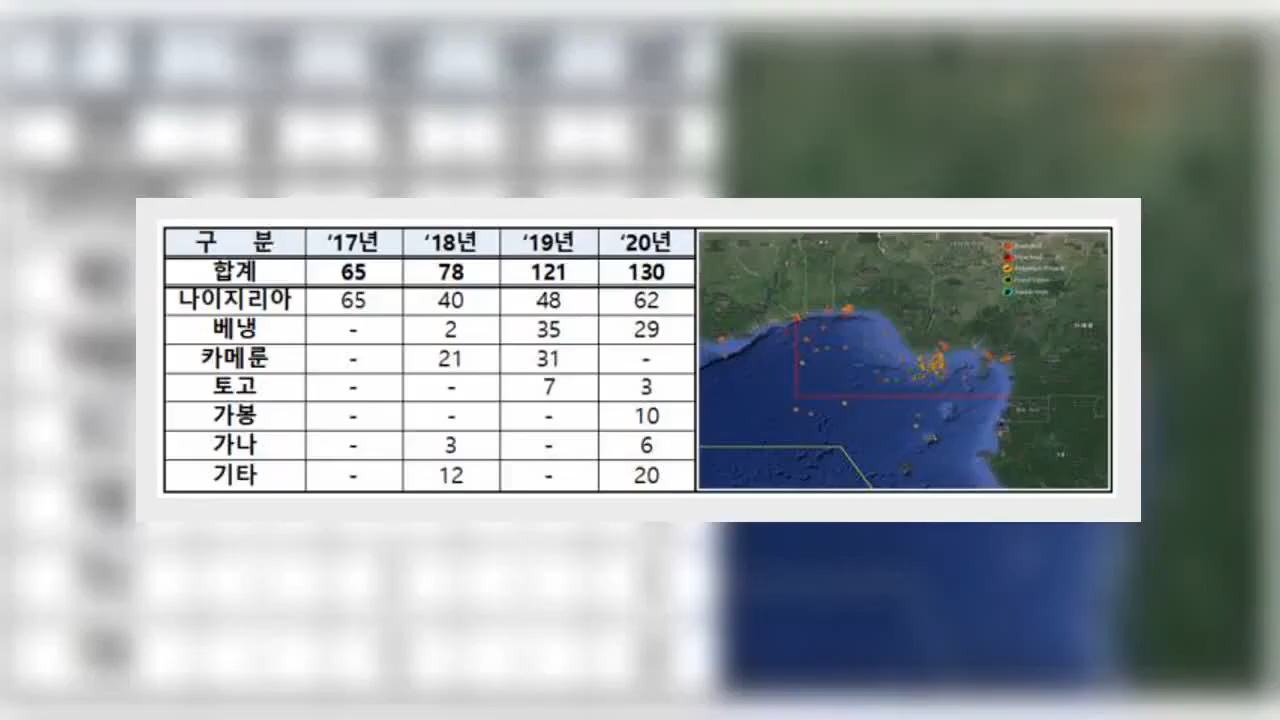 구 분 ‘17년 ‘18년 ‘19년 ‘20년
합계 65 78 121 130
나이지리아 65 40 48 62
베냉 - 2 35 29
카메룬 - 21 31 -
토고 - - 7 3
가봉 - - - 10
가나 - 3 - 6
기타 - 12 - 20